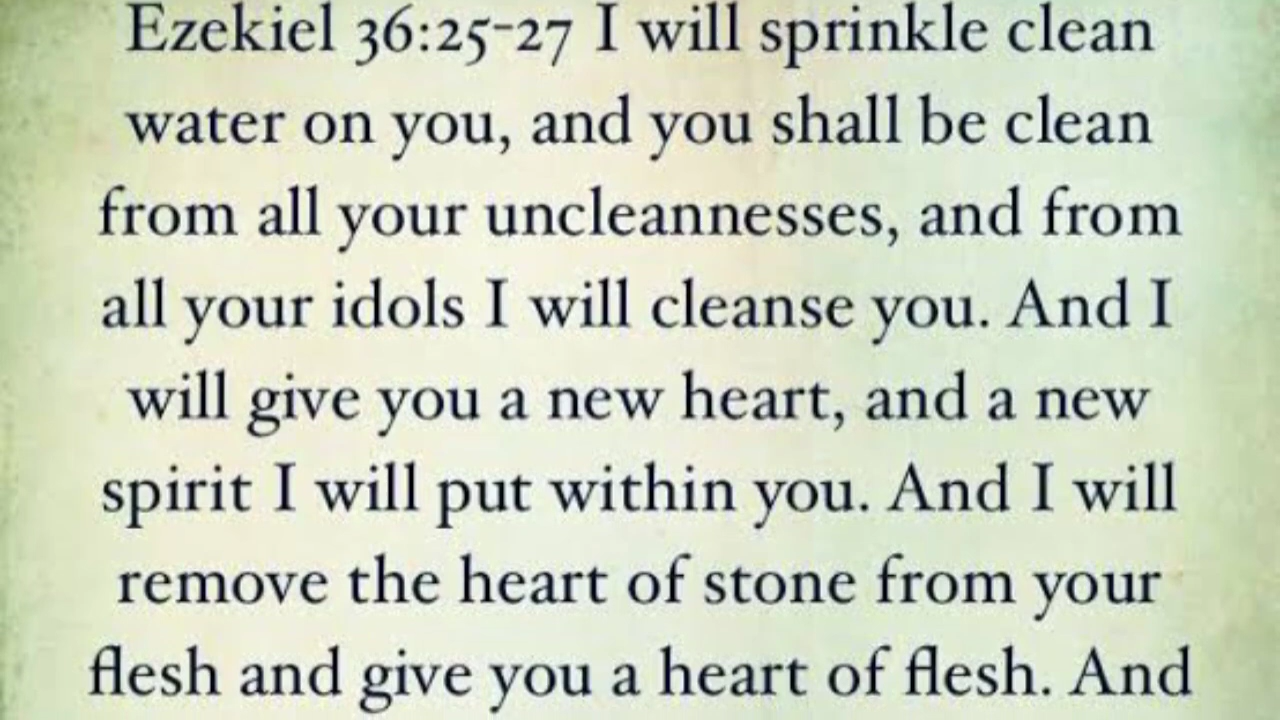 Ezekiel 36:25-27 I will sprinkle clean
water on you, and you shall be clean
from all your uncleannesses, and from
all your idols I will cleanse you. And I
will give you a new heart, and a new
spirit I will put within you. And I will
remove the heart of stone from your
flesh and give you a heart of flesh. And